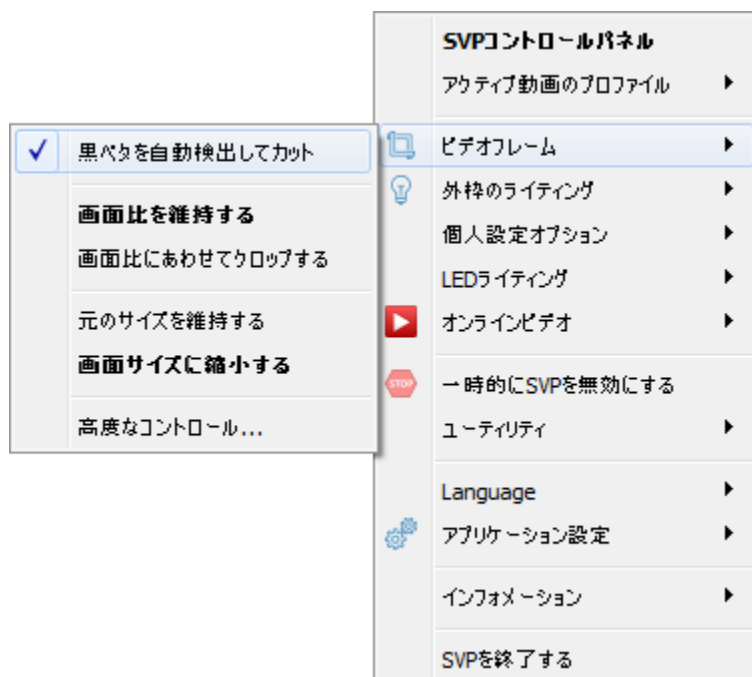 SVPコントロールパネル
アクティブ動画のプロファイル
ビデオフレーム
外枠のライティング
個人設定オプション
LEDライティング
オンラインビデオ
STOP
一時的にSVPを無効にする
ユーティリティ
Language
アプリケーション設定
インフォメーション
SVPを終了する
黒ベタを自動検出してカット
画面比を維持する
画面比にあわせてクロップする
元のサイズを維持する
画面サイズに縮小する
高度なコントロール...